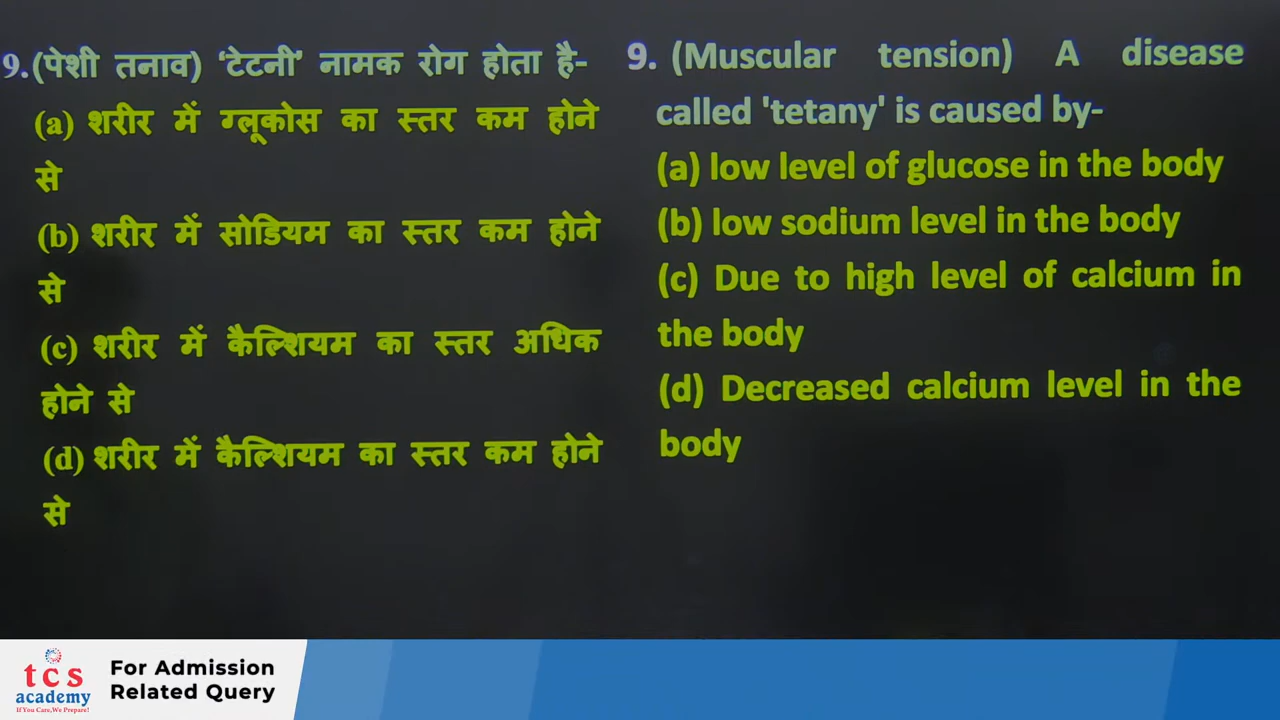 9.(पेशी तनाव) ‘टेटनी’ नामक रोग होता है-
(a) शरीर में ग्लूकोस का स्तर कम होने
से
(b) शरीर में सोडियम का स्तर कम होने
से
(c) शरीर में कैल्शियम का स्तर अधिक
होने से
(d) शरीर में कैल्शियम का स्तर कम होने
से
9. (Muscular tension) A disease
called 'tetany' is caused by-
(a) low level of glucose in the body
(b) low sodium level in the body
(c) Due to high level of calcium in
the body
(d) Decreased calcium level in the
body
tcs
academy
If You Care,We Prepare!
For Admission
Related Query